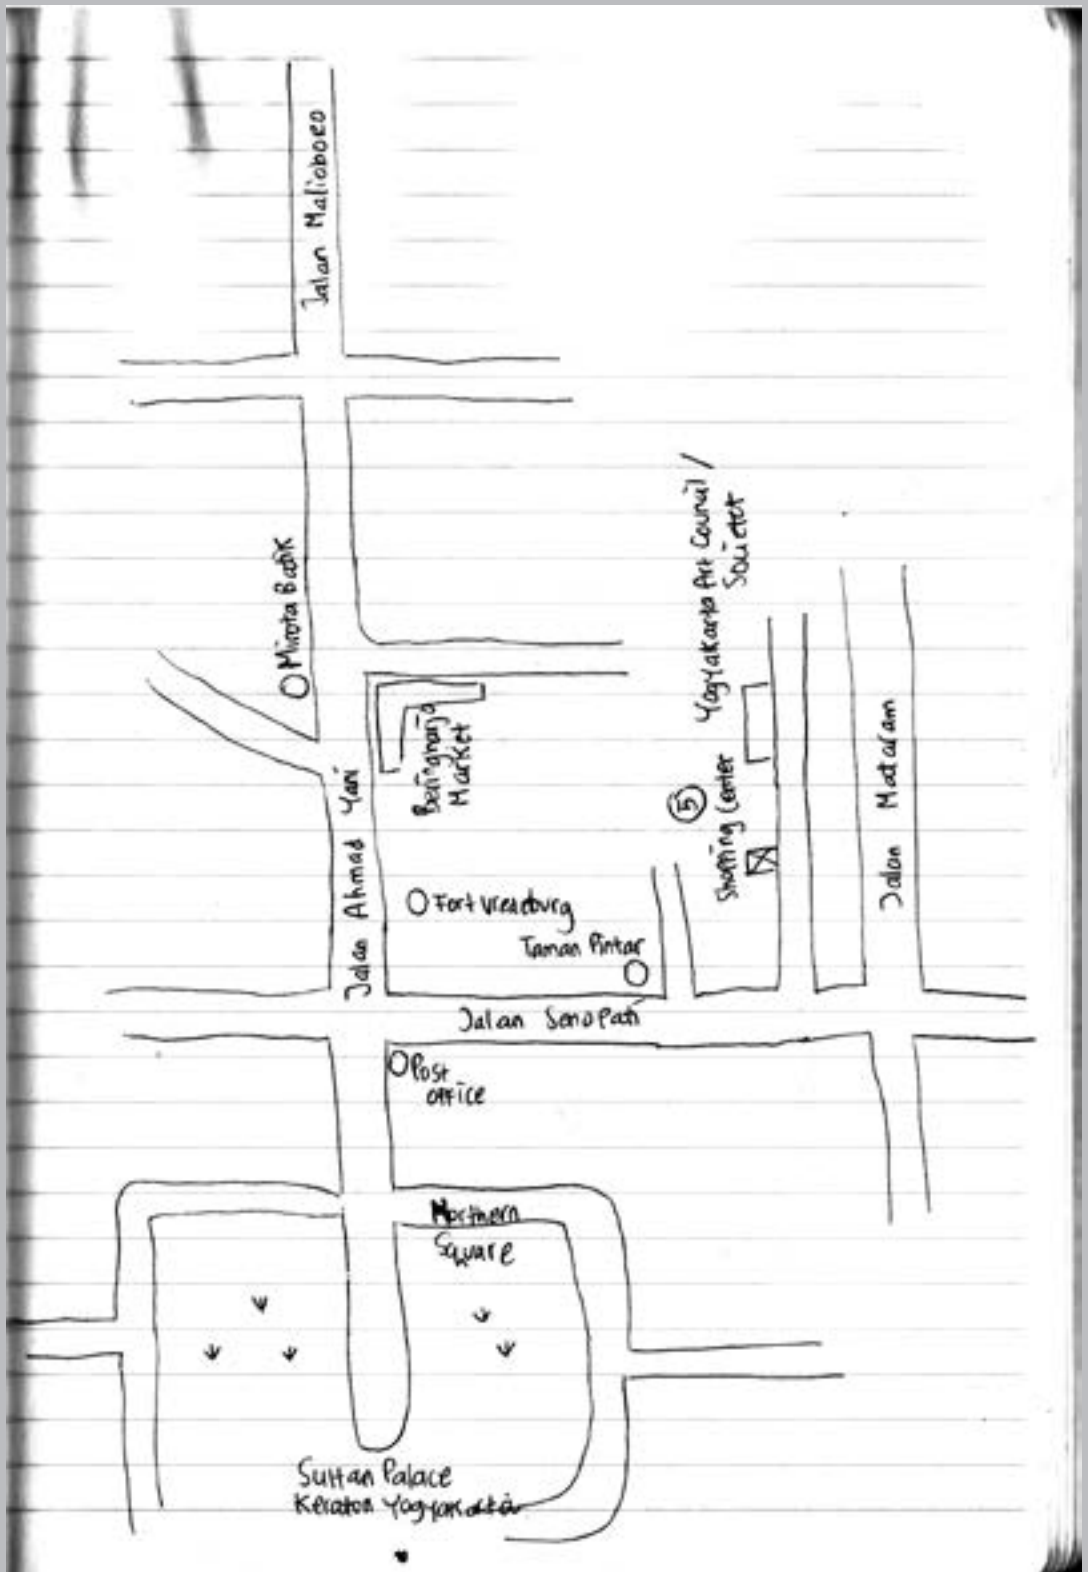 Jalan Malioboro
Mirota Batik
Yogyakarta Art Council /
Societet
Beringharjo
Market
Jalan Ahmad Yani
5
Shopping Center
Jalan Mataram
Fort Vredeburg
Taman Pintar
Jalan Senopati
Post
office
Northern
Square
Sultan Palace
Keraton Yogyakarta